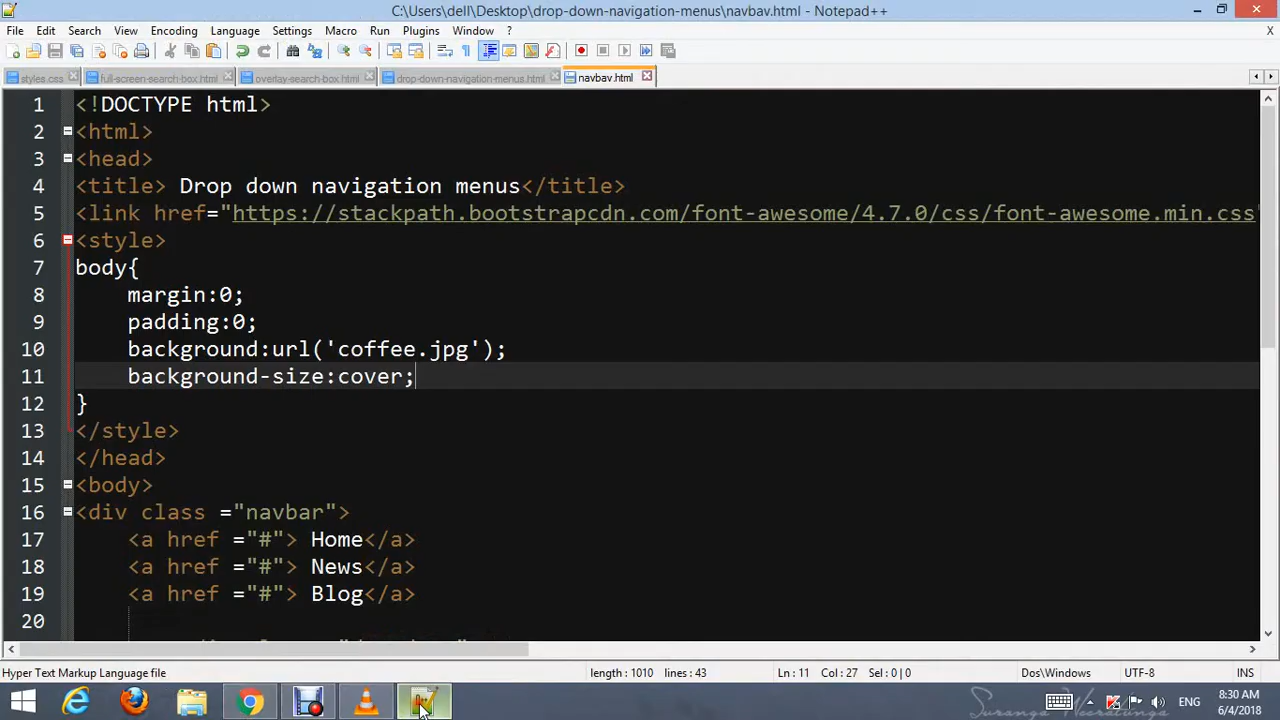 C:\Users\dell\Desktop\drop-down-navigation-menus\navbav.html - Notepad++
File Edit Search View Encoding Language Settings Macro Run Plugins Window ? X
styles.css full-screen-search-box.html overlay-search-box.html drop-down-navigation-menus.html navbav.html
1 <!DOCTYPE html>
2 <html>
3 <head>
4 <title> Drop down navigation menus</title>
5 <link href="https://stackpath.bootstrapcdn.com/font-awesome/4.7.0/css/font-awesome.min.css"
6 <style>
7 body{
8 margin:0;
9 padding:0;
10 background:url('coffee.jpg');
11 background-size:cover;
12 }
13 </style>
14 </head>
15 <body>
16 <div class ="navbar">
17 <a href ="#"> Home</a>
18 <a href ="#"> News</a>
19 <a href ="#"> Blog</a>
20
Hyper Text Markup Language file length : 1010 lines : 43 Ln : 11 Col : 27 Sel : 0 | 0 Dos\Windows UTF-8 INS
Suranga Weeratunga
ENG
8:30 AM
6/4/2018